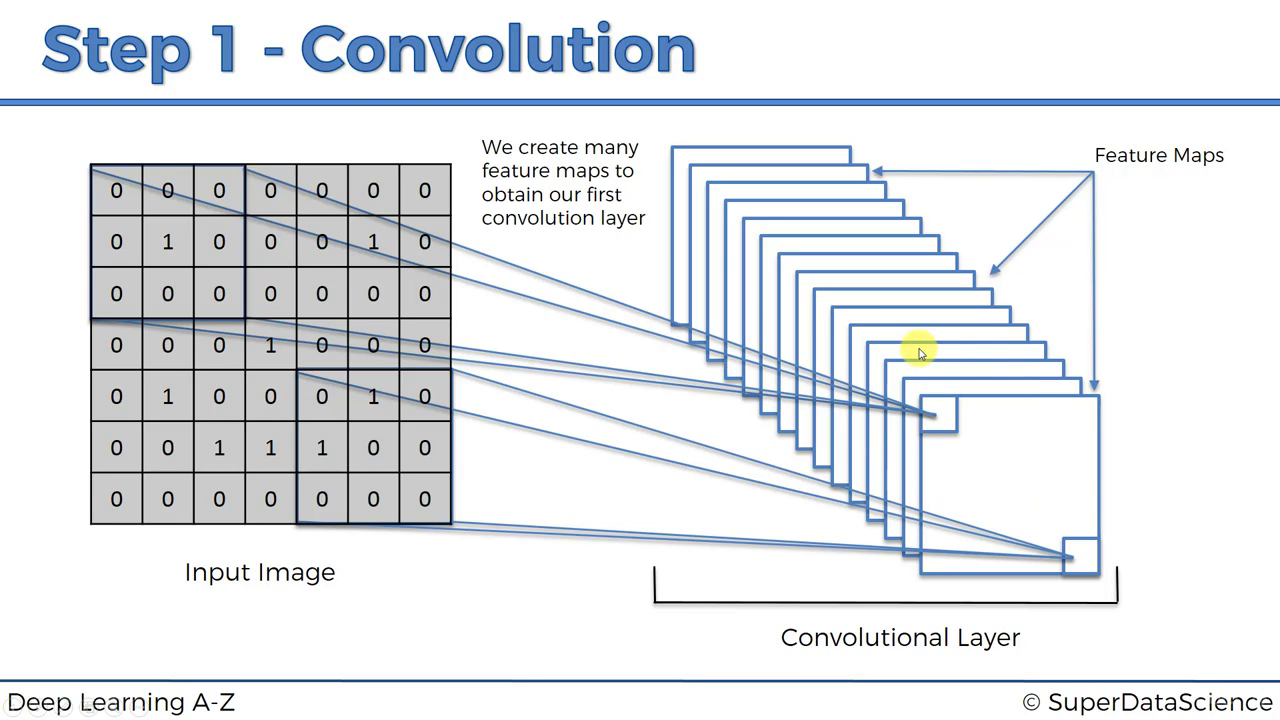 Step 1 - Convolution
We create many
feature maps to
obtain our first
convolution layer
Feature Maps
0 0 0 0 0 0 0
0 1 0 0 0 1 0
0 0 0 0 0 0 0
0 0 0 1 0 0 0
0 1 0 0 0 1 0
0 0 1 1 1 0 0
0 0 0 0 0 0 0
Input Image
Convolutional Layer
Deep Learning A-Z
© SuperDataScience